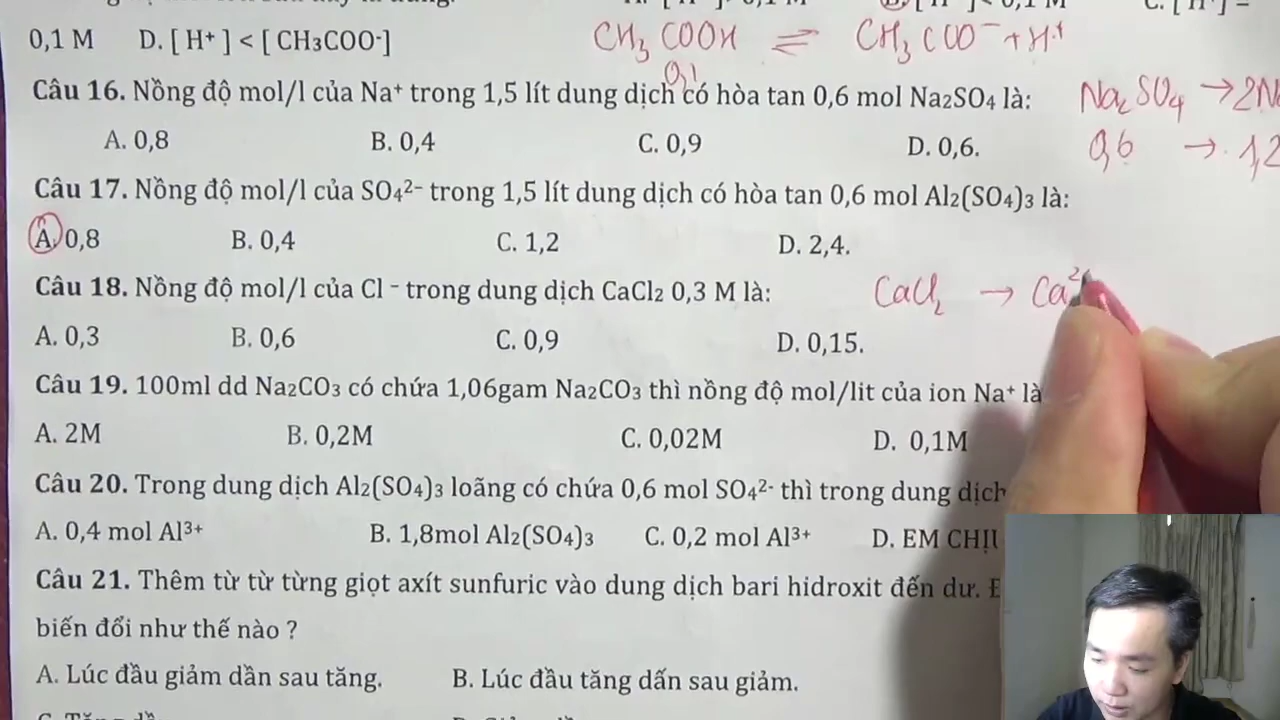 0,1 M D. [ H⁺ ] < [ CH₃COO⁻]
CH₃COOH ⇌ CH₃COO⁻ + H⁺
0,1
Câu 16. Nồng độ mol/l của Na⁺ trong 1,5 lít dung dịch có hòa tan 0,6 mol Na₂SO₄ là:
Na₂SO₄ →
A. 0,8 B. 0,4 C. 0,9 D. 0,6.
0,6 →
Câu 17. Nồng độ mol/l của SO₄²⁻ trong 1,5 lít dung dịch có hòa tan 0,6 mol Al₂(SO₄)₃ là:
A. 0,8 B. 0,4 C. 1,2 D. 2,4.
Câu 18. Nồng độ mol/l của Cl ⁻ trong dung dịch CaCl₂ 0,3 M là:
CaCl₂ → Ca²
A. 0,3 B. 0,6 C. 0,9 D. 0,15.
Câu 19. 100ml dd Na₂CO₃ có chứa 1,06gam Na₂CO₃ thì nồng độ mol/lit của ion Na⁺ là
A. 2M B. 0,2M C. 0,02M D. 0,1M
Câu 20. Trong dung dịch Al₂(SO₄)₃ loãng có chứa 0,6 mol SO₄²⁻ thì trong dung dịch
A. 0,4 mol Al³⁺ B. 1,8mol Al₂(SO₄)₃ C. 0,2 mol Al³⁺ D. EM CHỊU
Câu 21. Thêm từ từ từng giọt axít sunfuric vào dung dịch bari hidroxit đến dư.
biến đổi như thế nào ?
A. Lúc đầu giảm dần sau tăng. B. Lúc đầu tăng dấn sau giảm.